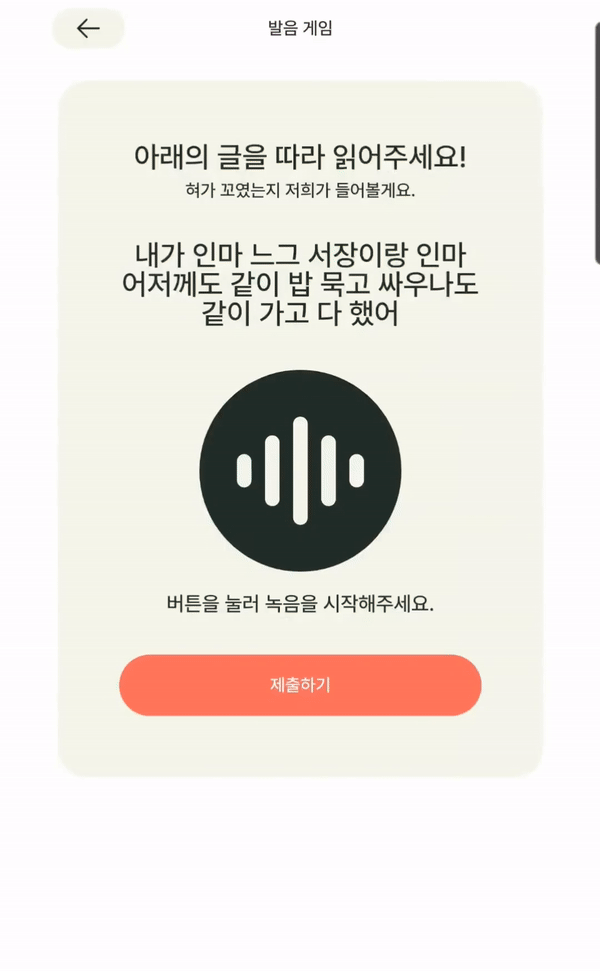 발음 게임
아래의 글을 따라 읽어주세요!
혀가 꼬였는지 저희가 들어볼게요.
내가 인마 느그 서장이랑 인마
어저께도 같이 밥 묵고 싸우나도
같이 가고 다 했어
버튼을 눌러 녹음을 시작해주세요.
제출하기